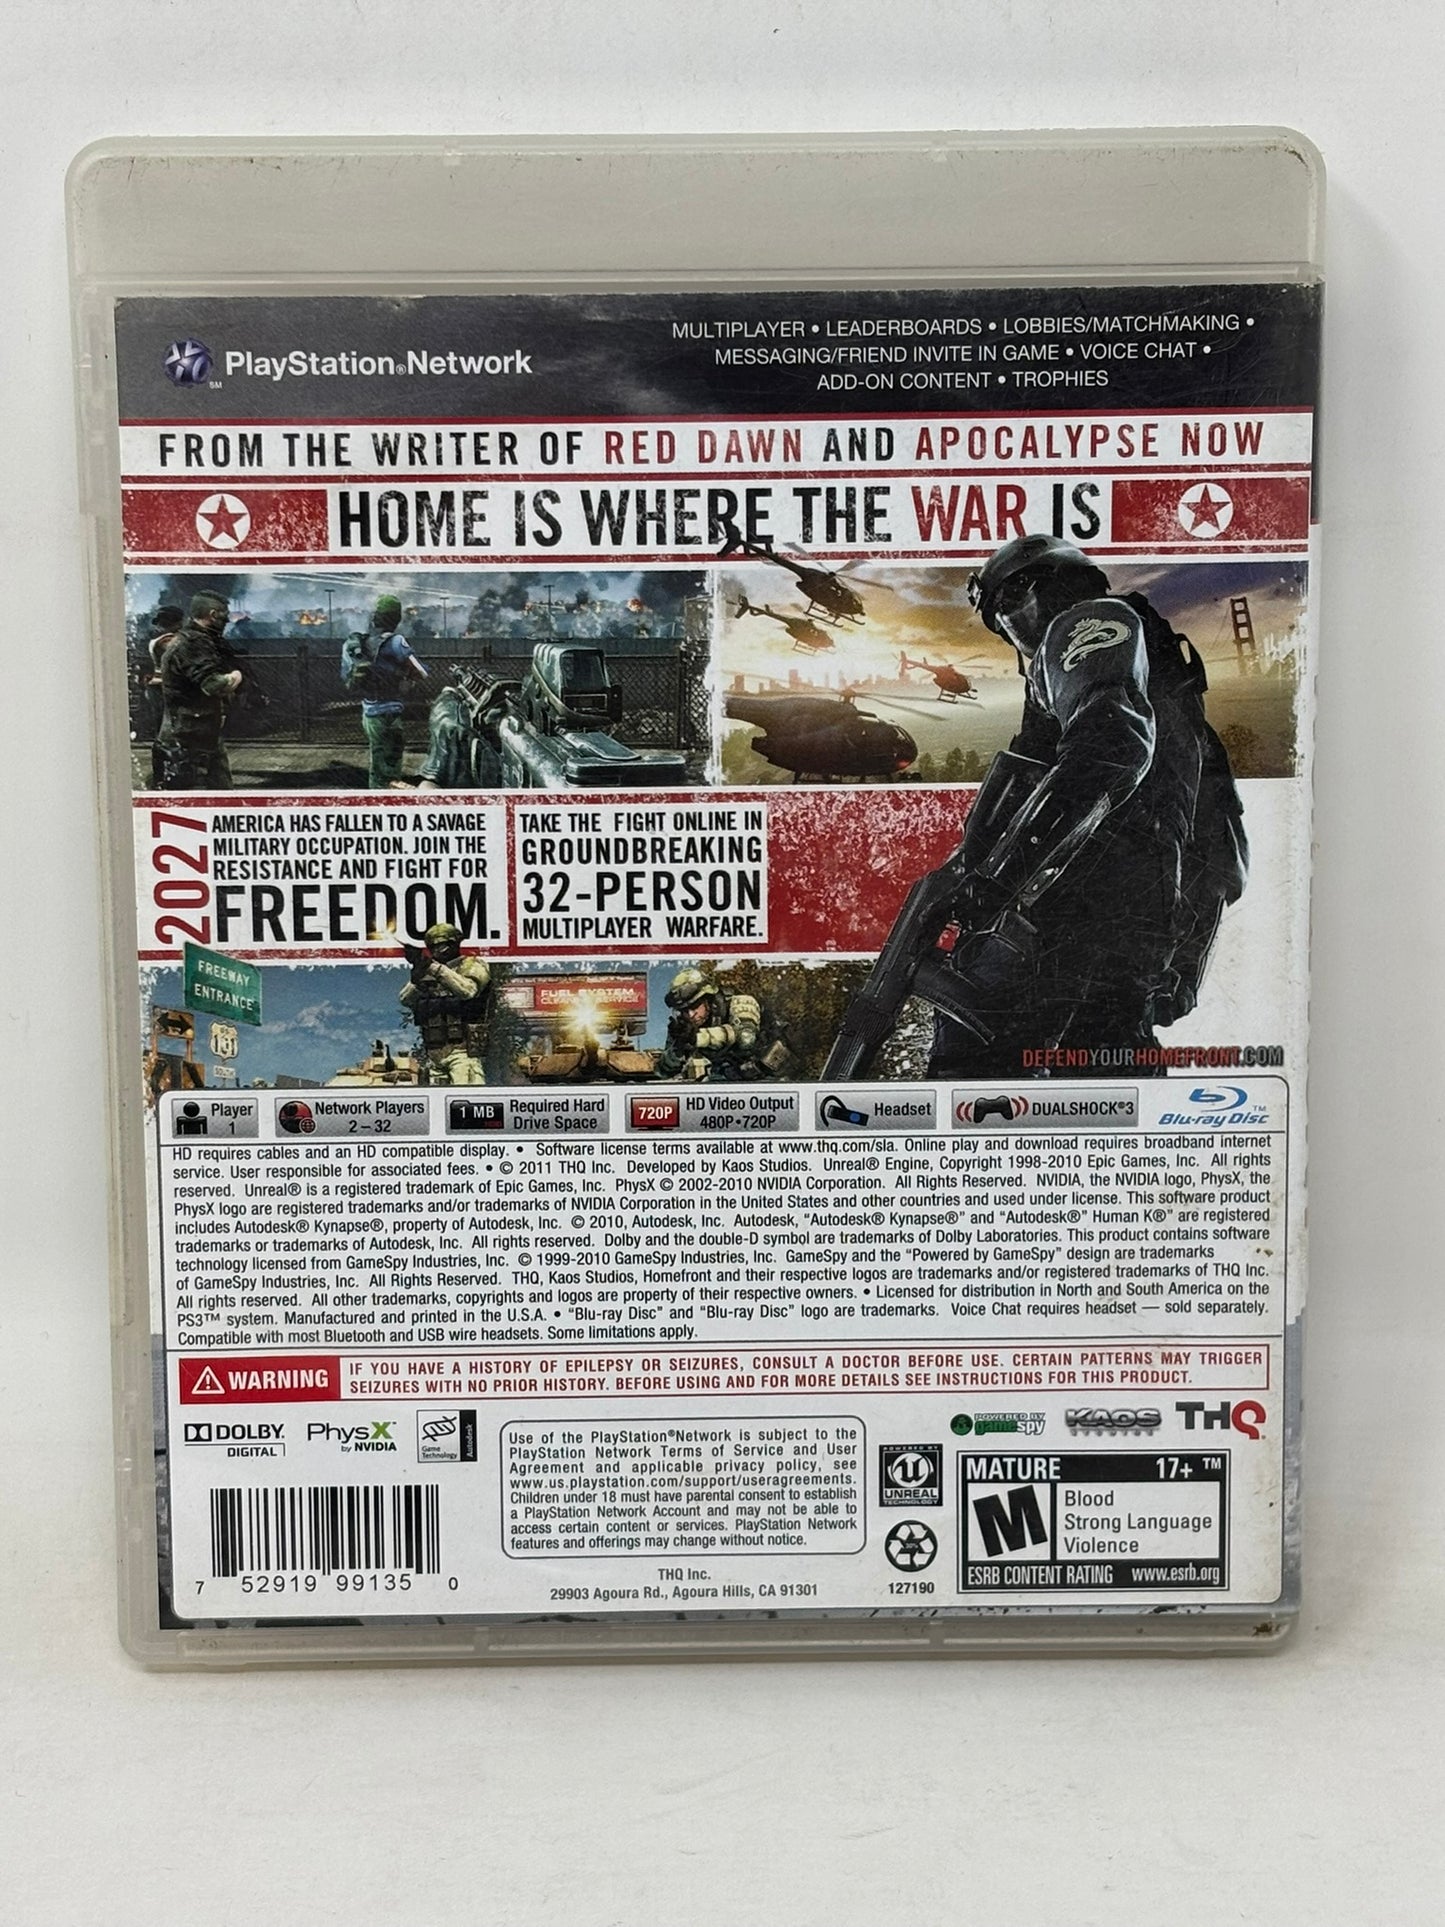 PlayStation®Network
SM
MULTIPLAYER • LEADERBOARDS • LOBBIES/MATCHMAKING •
MESSAGING/FRIEND INVITE IN GAME • VOICE CHAT •
ADD-ON CONTENT • TROPHIES
FROM THE WRITER OF RED DAWN AND APOCALYPSE NOW
HOME IS WHERE THE WAR IS
2027
AMERICA HAS FALLEN TO A SAVAGE
MILITARY OCCUPATION. JOIN THE
RESISTANCE AND FIGHT FOR
FREEDOM.
TAKE THE FIGHT ONLINE IN
GROUNDBREAKING
32-PERSON
MULTIPLAYER WARFARE.
FREEWAY
ENTRANCE
101
SOUTH
FUEL SYSTEM
CLEANING SERVICE
DEFENDYOURHOMEFRONT.COM
Player
1
Network Players
2 – 32
1 MB
Required Hard
Drive Space
720P
HD Video Output
480P•720P
Headset
DUALSHOCK®3
Blu-ray Disc™
HD requires cables and an HD compatible display. • Software license terms available at www.thq.com/sla. Online play and download requires broadband internet
service. User responsible for associated fees. • © 2011 THQ Inc. Developed by Kaos Studios. Unreal® Engine, Copyright 1998-2010 Epic Games, Inc. All rights
reserved. Unreal® is a registered trademark of Epic Games, Inc. PhysX © 2002-2010 NVIDIA Corporation. All Rights Reserved. NVIDIA, the NVIDIA logo, PhysX, the
PhysX logo are registered trademarks and/or trademarks of NVIDIA Corporation in the United States and other countries and used under license. This software product
includes Autodesk® Kynapse®, property of Autodesk, Inc. © 2010, Autodesk, Inc. Autodesk, "Autodesk® Kynapse®" and "Autodesk®" Human K®" are registered
trademarks or trademarks of Autodesk, Inc. All rights reserved. Dolby and the double-D symbol are trademarks of Dolby Laboratories. This product contains software
technology licensed from GameSpy Industries, Inc. © 1999-2010 GameSpy Industries, Inc. GameSpy and the "Powered by GameSpy" design are trademarks
of GameSpy Industries, Inc. All Rights Reserved. THQ, Kaos Studios, Homefront and their respective logos are trademarks and/or registered trademarks of THQ Inc.
All rights reserved. All other trademarks, copyrights and logos are property of their respective owners. • Licensed for distribution in North and South America on the
PS3™ system. Manufactured and printed in the U.S.A. • "Blu-ray Disc" and "Blu-ray Disc" logo are trademarks. Voice Chat requires headset — sold separately.
Compatible with most Bluetooth and USB wire headsets. Some limitations apply.
WARNING
IF YOU HAVE A HISTORY OF EPILEPSY OR SEIZURES, CONSULT A DOCTOR BEFORE USE. CERTAIN PATTERNS MAY TRIGGER
SEIZURES WITH NO PRIOR HISTORY. BEFORE USING AND FOR MORE DETAILS SEE INSTRUCTIONS FOR THIS PRODUCT.
DOLBY
DIGITAL
PhysX™
by NVIDIA
Game
Technology
Autodesk
Use of the PlayStation®Network is subject to the
PlayStation Network Terms of Service and User
Agreement and applicable privacy policy, see
www.us.playstation.com/support/useragreements.
Children under 18 must have parental consent to establish
a PlayStation Network Account and may not be able to
access certain content or services. PlayStation Network
features and offerings may change without notice.
THQ Inc.
29903 Agoura Rd., Agoura Hills, CA 91301
POWERED BY
gamespy
KAOS
STUDIOS
THQ
POWERED BY
UNREAL
TECHNOLOGY
30%
127190
MATURE 17+ ™
M
Blood
Strong Language
Violence
ESRB CONTENT RATING www.esrb.org
7 52919 99135 0